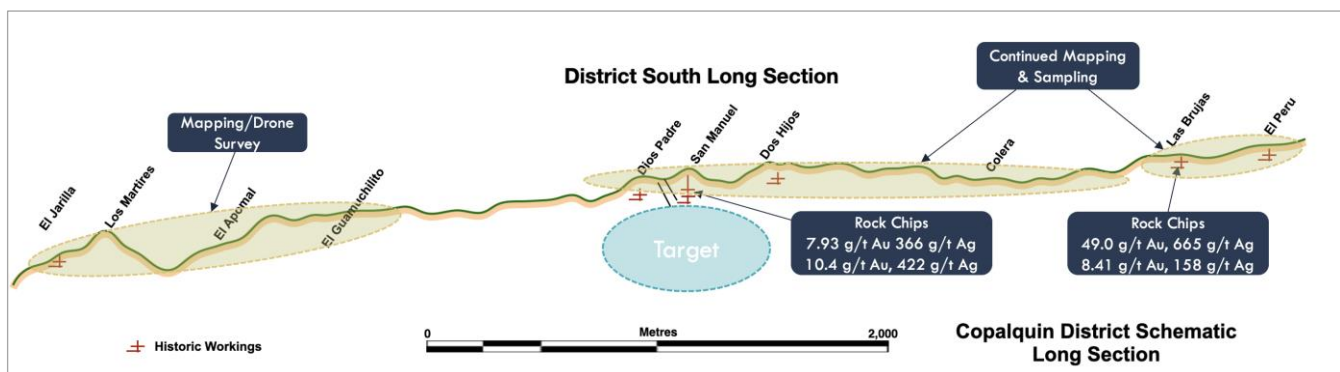 District South Long Section
Continued Mapping
& Sampling
Mapping/Drone
Survey
El Jarilla
Los Martires
El Apomal
El Guamuchilito
Dios Padre
San Manuel
Dos Hijos
Colera
Las Brujas
El Peru
Target
Rock Chips
7.93 g/t Au 366 g/t Ag
10.4 g/t Au, 422 g/t Ag
Rock Chips
49.0 g/t Au, 665 g/t Ag
8.41 g/t Au, 158 g/t Ag
Historic Workings
0
Metres
2,000
Copalquin District Schematic
Long Section